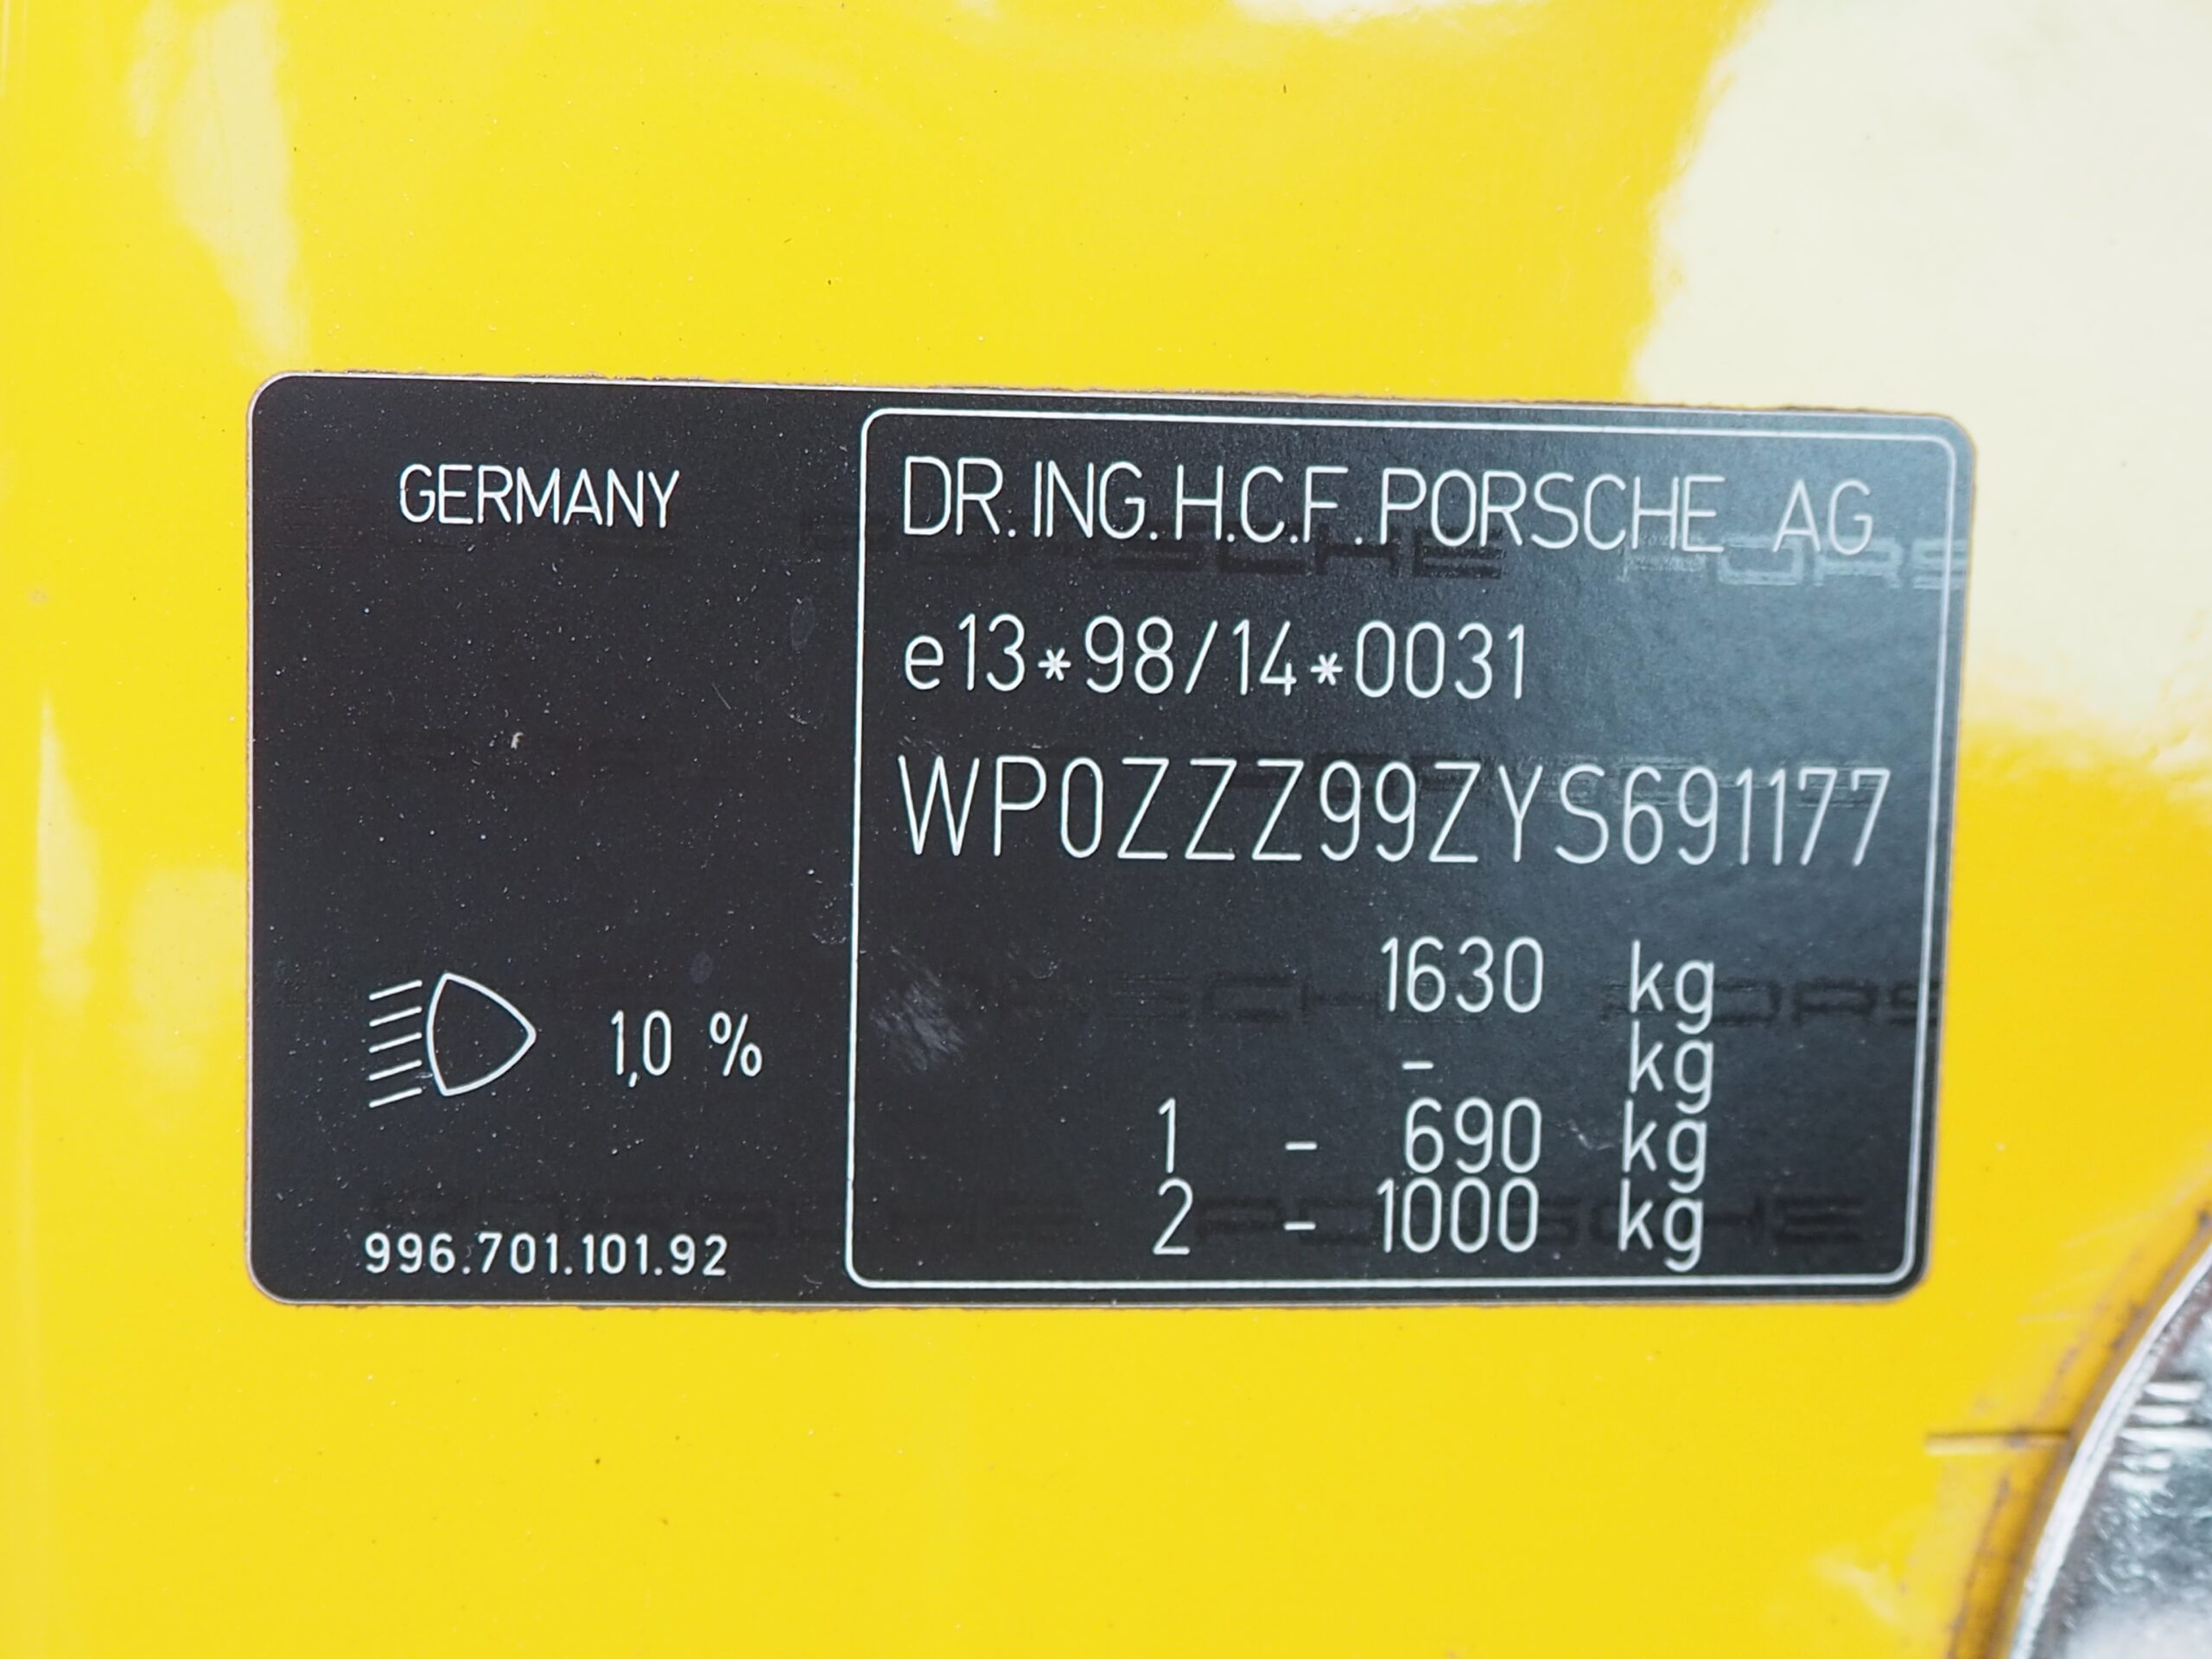 GERMANY
1,0 %
996.701.101.92
DR. ING. H.C.F. PORSCHE AG
e13*98/14*0031
WP0ZZZ99ZYS691177
1630 kg
- kg
1 - 690 kg
2 - 1000 kg